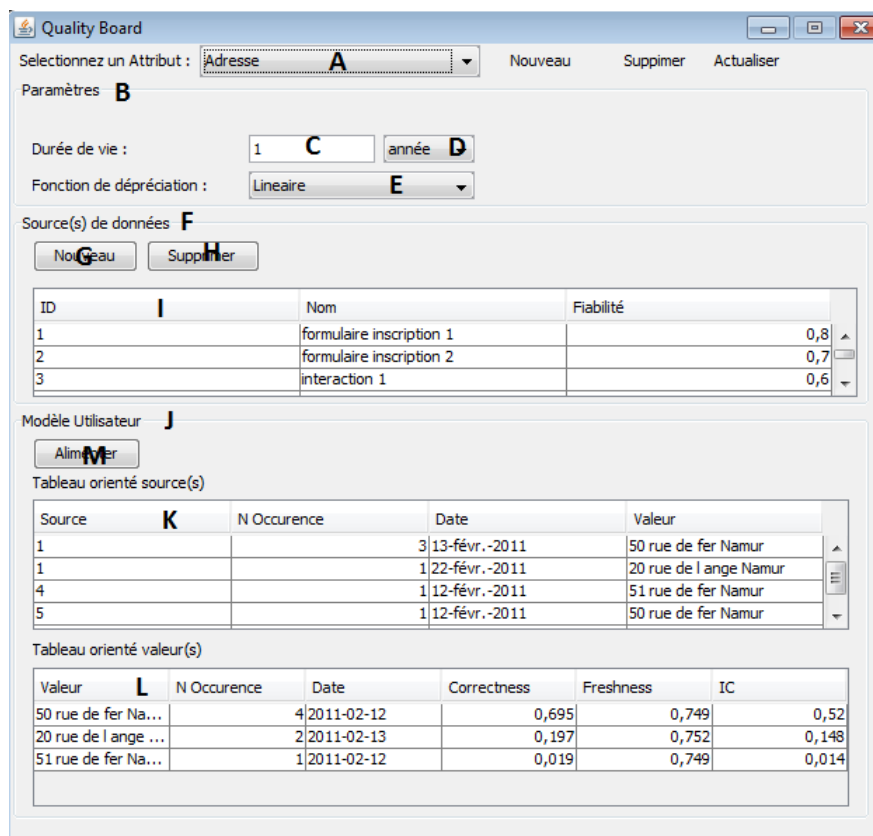 Quality Board
Selectionnez un Attribut : Adresse A Nouveau Suppimer Actualiser
Paramètres B
Durée de vie : 1 C année D
Fonction de dépréciation : Lineaire E
Source(s) de données F
Nouveau G Supprimer H
ID I Nom Fiabilité
1 formulaire inscription 1 0,8
2 formulaire inscription 2 0,7
3 interaction 1 0,6
Modèle Utilisateur J
Alimenter M
Tableau orienté source(s)
Source K N Occurence Date Valeur
1 3 13-févr.-2011 50 rue de fer Namur
1 1 22-févr.-2011 20 rue de l ange Namur
4 1 12-févr.-2011 51 rue de fer Namur
5 1 12-févr.-2011 50 rue de fer Namur
Tableau orienté valeur(s)
Valeur L N Occurence Date Correctness Freshness IC
50 rue de fer Na... 4 2011-02-12 0,695 0,749 0,52
20 rue de l ange ... 2 2011-02-13 0,197 0,752 0,148
51 rue de fer Na... 1 2011-02-12 0,019 0,749 0,014